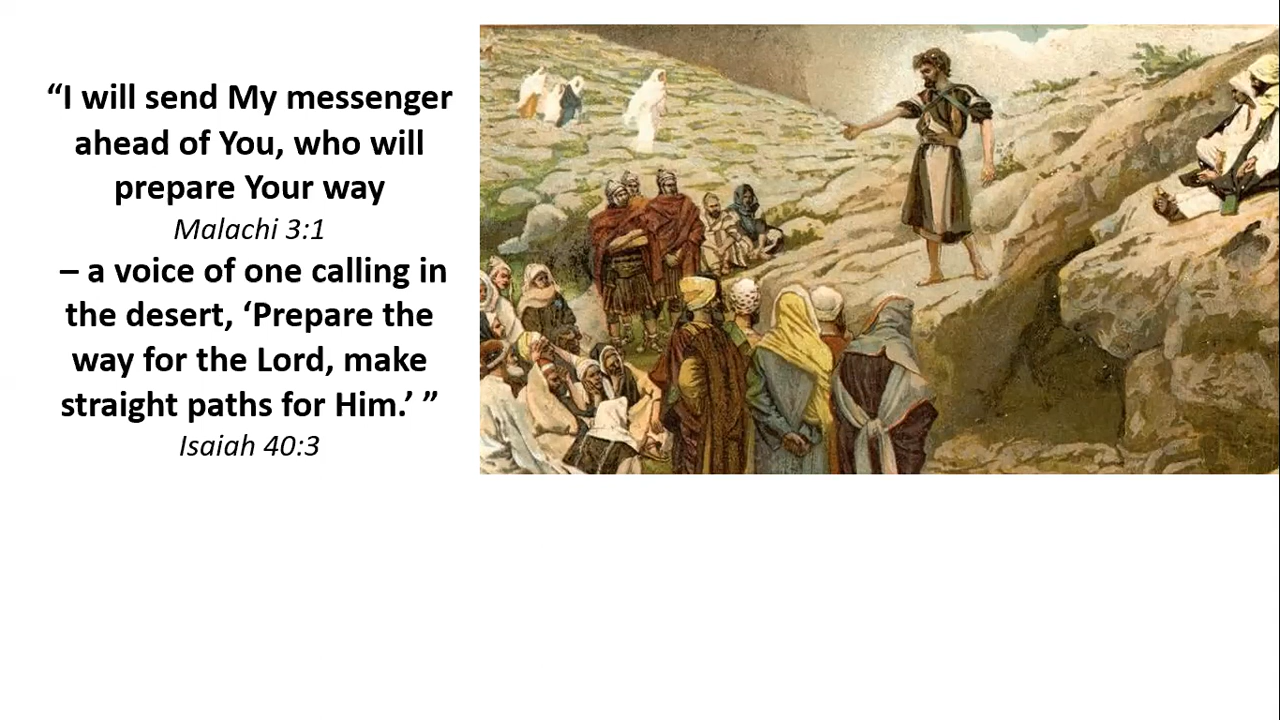 “I will send My messenger
ahead of You, who will
prepare Your way
Malachi 3:1
– a voice of one calling in
the desert, ‘Prepare the
way for the Lord, make
straight paths for Him.’ ”
Isaiah 40:3